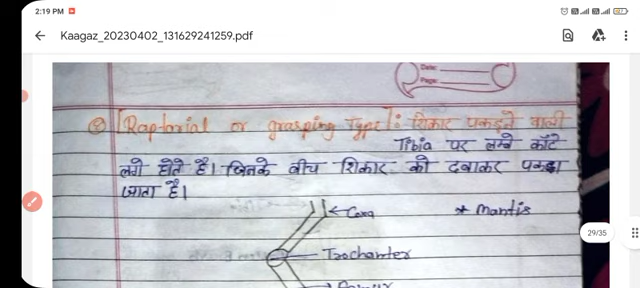 2:19 PM
Kaagaz_20230402_131629241259.pdf
Date:
Page:
[Raptorial or grasping Type]: शिकार पकड़ने वाली
Tibia पर लम्बे काँटे
लगे होते है। जिनके बीच शिकार को दबाकर पकड़ा
जाता है।
← Coxa
* Mantis
29/35
Trochanter
Femur